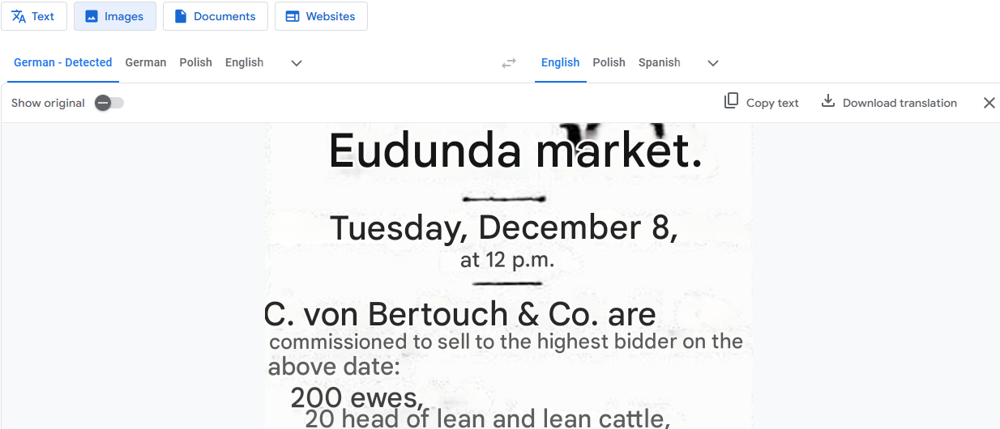 Text
Images
Documents
Websites
German - Detected
German
Polish
English
English
Polish
Spanish
Show original
Copy text
Download translation
Eudunda market.
Tuesday, December 8,
at 12 p.m.
C. von Bertouch & Co. are
commissioned to sell to the highest bidder on the
above date:
200 ewes,
20 head of lean and lean cattle,